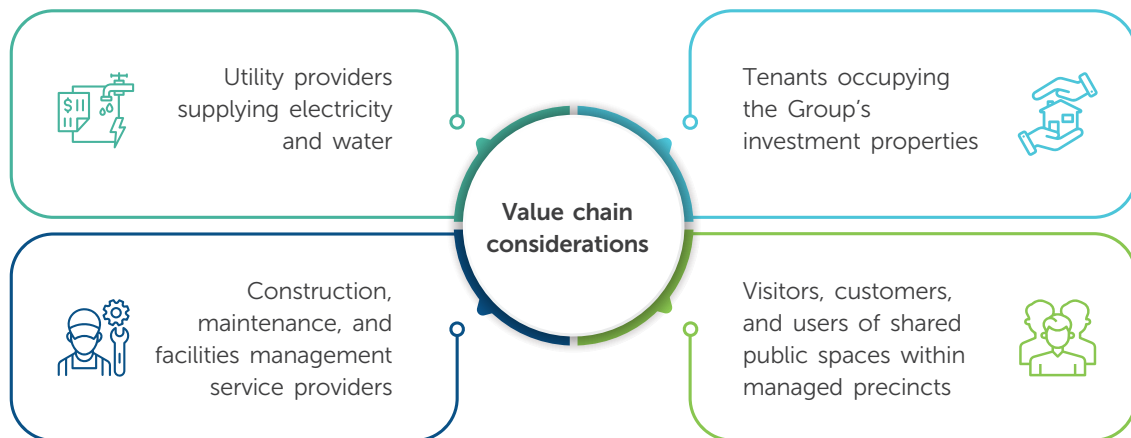 Utility providers
supplying electricity
and water
Tenants occupying
the Group's
investment properties
Value chain
considerations
Construction,
maintenance, and
facilities management
service providers
Visitors, customers,
and users of shared
public spaces within
managed precincts